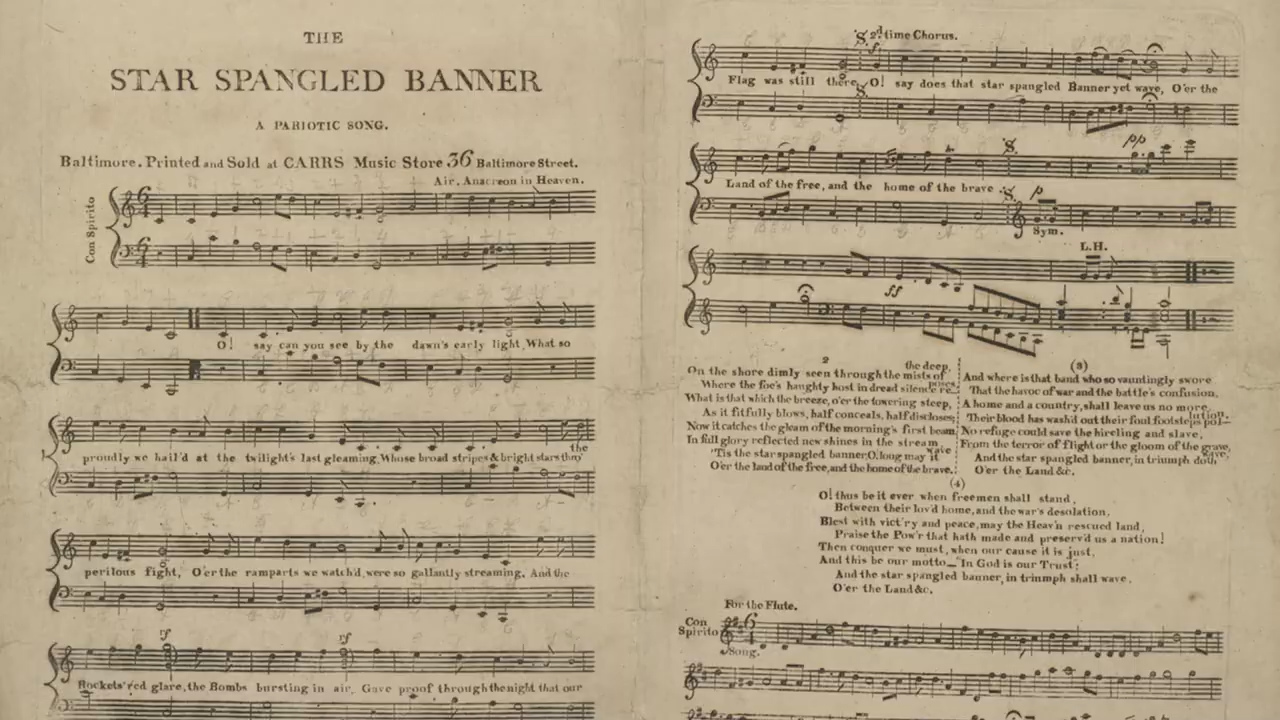 THE
STAR SPANGLED BANNER
A PARIOTIC SONG.
Baltimore. Printed and Sold at CARRS Music Store 36 Baltimore Street.
Air. Anacreon in Heaven.
Con Spirito
O! say can you see by the dawn's early light, What so
proudly we hail'd at the twilight's last gleaming, Whose broad stripes & bright stars thro' the
perilous fight, O'er the ramparts we watch'd, were so gallantly streaming, And the
Rockets' red glare, the Bombs bursting in air, Gave proof through the night that our
2d time Chorus.
Flag was still there, O! say does that star spangled Banner yet wave, O'er the
Land of the free, and the home of the brave.
pp
p
Sym.
L.H.
ff
2
On the shore dimly seen through the mists of the deep,
Where the foe's haughty host in dread silence reposes,
What is that which the breeze, o'er the towering steep,
As it fitfully blows, half conceals, half discloses;
Now it catches the gleam of the morning's first beam,
In full glory reflected new shines in the stream,
'Tis the star spangled banner, O! long may it wave
O'er the land of the free, and the home of the brave.
(3)
And where is that band who so vauntingly swore
That the havoc of war and the battle's confusion,
A home and a country, shall leave us no more,
Their blood has wash'd out their foul footsteps pollution,
No refuge could save the hireling and slave,
From the terror of flight or the gloom of the grave,
And the star spangled banner, in triumph doth wave,
O'er the Land &c.
(4)
O! thus be it ever when freemen shall stand,
Between their lov'd home, and the war's desolation,
Blest with vict'ry and peace, may the Heav'n rescued land,
Praise the Pow'r that hath made and preserv'd us a nation!
Then conquer we must, when our cause it is just,
And this be our motto—"In God is our Trust;
And the star spangled banner, in triumph shall wave,
O'er the Land &c.
For the Flute.
Con Spirito
Song.